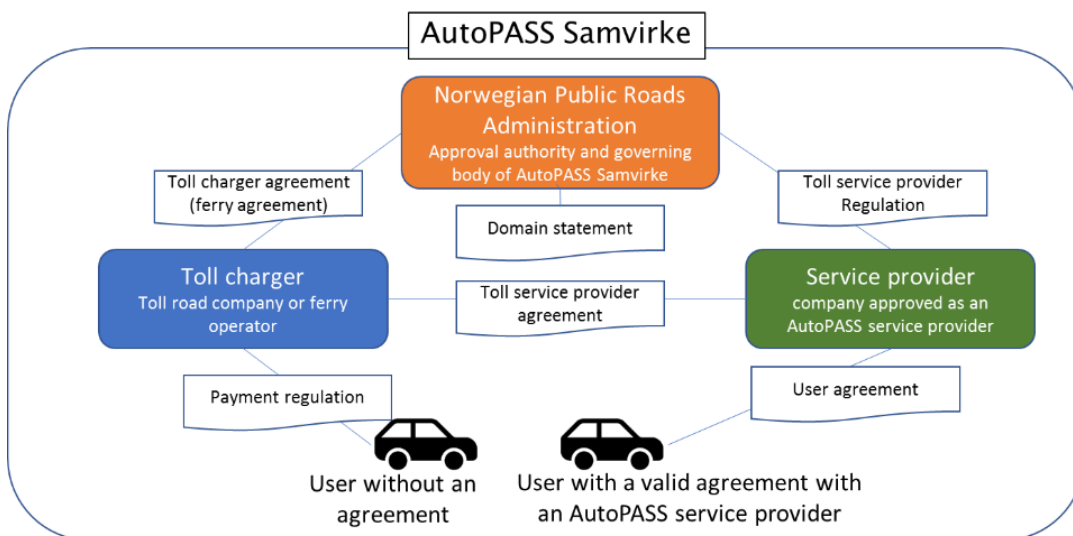 AutoPASS Samvirke
Norwegian Public Roads
Administration
Approval authority and governing
body of AutoPASS Samvirke
Toll charger agreement
(ferry agreement)
Toll service provider
Regulation
Domain statement
Toll charger
Toll road company or ferry
operator
Toll service provider
agreement
Service provider
company approved as an
AutoPASS service provider
Payment regulation
User agreement
User without an
agreement
User with a valid agreement with
an AutoPASS service provider